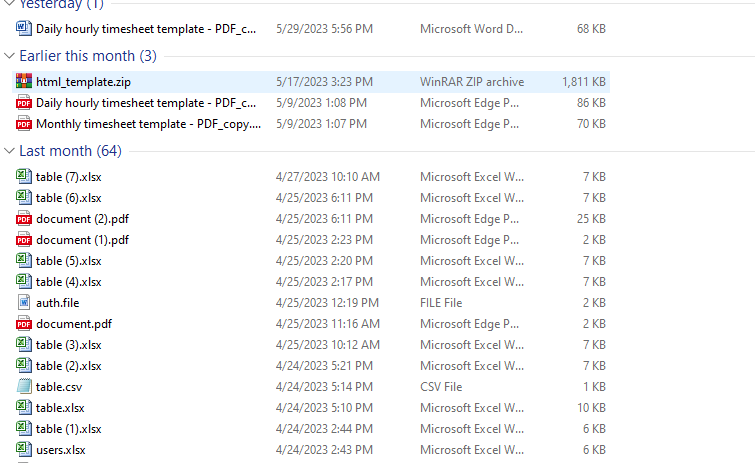 Yesterday (1)
Daily hourly timesheet template - PDF_c... 5/29/2023 5:56 PM Microsoft Word D... 68 KB
Earlier this month (3)
html_template.zip 5/17/2023 3:23 PM WinRAR ZIP archive 1,811 KB
Daily hourly timesheet template - PDF_c... 5/9/2023 1:08 PM Microsoft Edge P... 86 KB
Monthly timesheet template - PDF_copy.... 5/9/2023 1:07 PM Microsoft Edge P... 70 KB
Last month (64)
table (7).xlsx 4/27/2023 10:10 AM Microsoft Excel W... 7 KB
table (6).xlsx 4/25/2023 6:11 PM Microsoft Excel W... 7 KB
document (2).pdf 4/25/2023 6:11 PM Microsoft Edge P... 25 KB
document (1).pdf 4/25/2023 2:23 PM Microsoft Edge P... 2 KB
table (5).xlsx 4/25/2023 2:20 PM Microsoft Excel W... 7 KB
table (4).xlsx 4/25/2023 2:17 PM Microsoft Excel W... 7 KB
auth.file 4/25/2023 12:19 PM FILE File 2 KB
document.pdf 4/25/2023 11:16 AM Microsoft Edge P... 2 KB
table (3).xlsx 4/25/2023 10:12 AM Microsoft Excel W... 7 KB
table (2).xlsx 4/24/2023 5:21 PM Microsoft Excel W... 7 KB
table.csv 4/24/2023 5:14 PM CSV File 1 KB
table.xlsx 4/24/2023 5:10 PM Microsoft Excel W... 10 KB
table (1).xlsx 4/24/2023 2:44 PM Microsoft Excel W... 6 KB
users.xlsx 4/24/2023 2:43 PM Microsoft Excel W... 6 KB